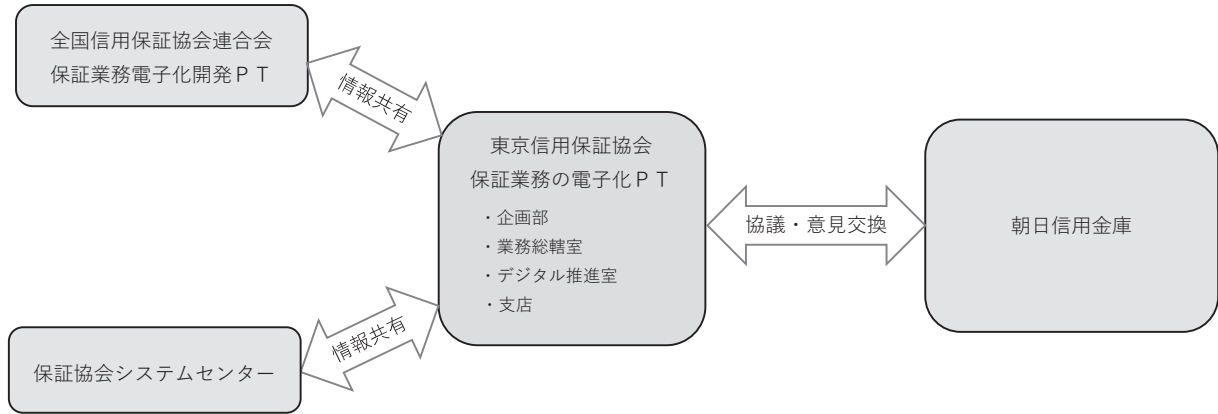 全国信用保証協会連合会
保証業務電子化開発ＰＴ
情報共有
東京信用保証協会
保証業務の電子化ＰＴ
・企画部
・業務総轄室
・デジタル推進室
・支店
協議・意見交換
朝日信用金庫
情報共有
保証協会システムセンター